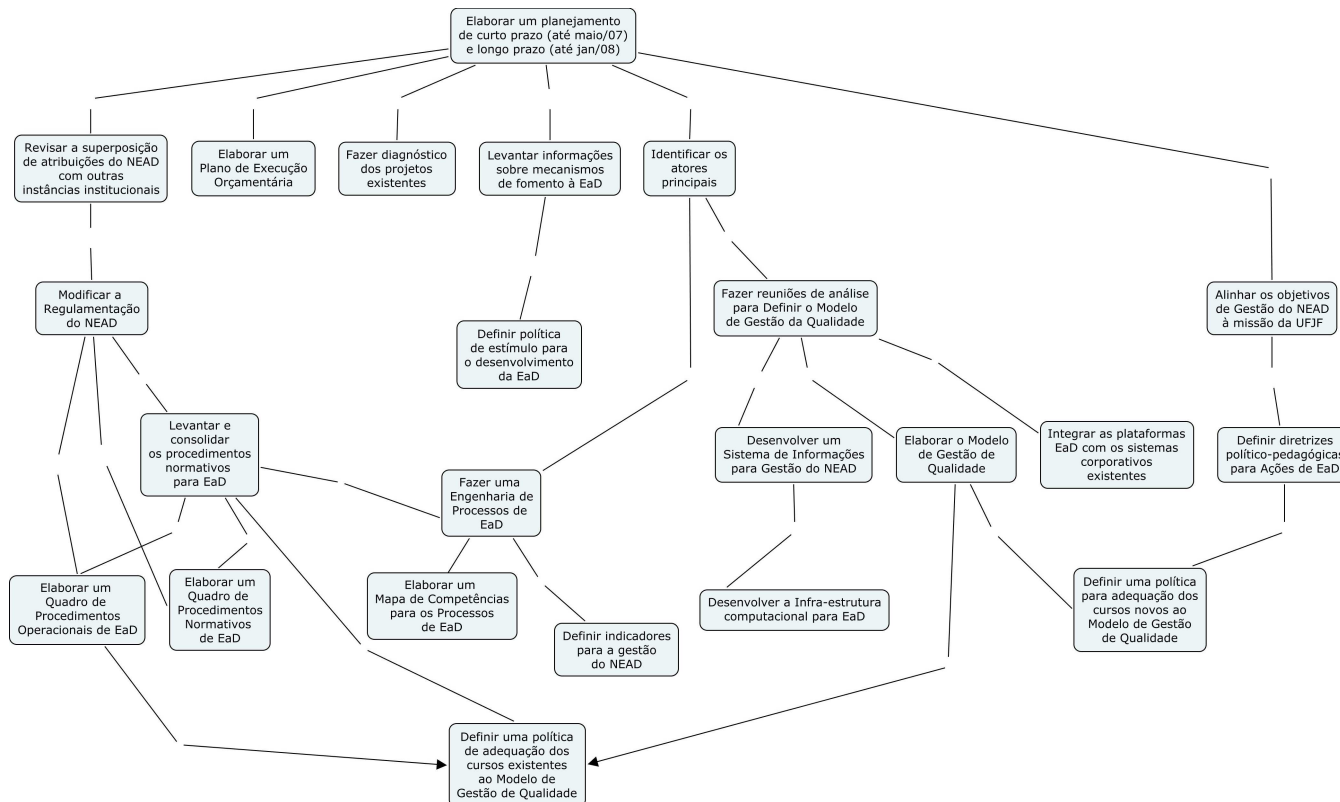 Elaborar um planejamento
de curto prazo (até maio/07)
e longo prazo (até jan/08)
Revisar a superposição
de atribuições do NEAD
com outras
instâncias institucionais
Elaborar um
Plano de Execução
Orçamentária
Fazer diagnóstico
dos projetos
existentes
Levantar informações
sobre mecanismos
de fomento à EaD
Identificar os
atores
principais
Modificar a
Regulamentação
do NEAD
Definir política
de estímulo para
o desenvolvimento
da EaD
Fazer reuniões de análise
para Definir o Modelo
de Gestão da Qualidade
Alinhar os objetivos
de Gestão do NEAD
à missão da UFJF
Levantar e
consolidar
os procedimentos
normativos
para EaD
Fazer uma
Engenharia de
Processos de
EaD
Desenvolver um
Sistema de Informações
para Gestão do NEAD
Elaborar o Modelo
de Gestão de
Qualidade
Integrar as plataformas
EaD com os sistemas
corporativos
existentes
Definir diretrizes
político-pedagógicas
para Ações de EaD
Elaborar um
Quadro de
Procedimentos
Operacionais de EaD
Elaborar um
Quadro de
Procedimentos
Normativos
de EaD
Elaborar um
Mapa de Competências
para os Processos
de EaD
Definir indicadores
para a gestão
do NEAD
Desenvolver a Infra-estrutura
computacional para EaD
Definir uma política
para adequação dos
cursos novos ao
Modelo de Gestão
de Qualidade
Definir uma política
de adequação dos
cursos existentes
ao Modelo de
Gestão de Qualidade